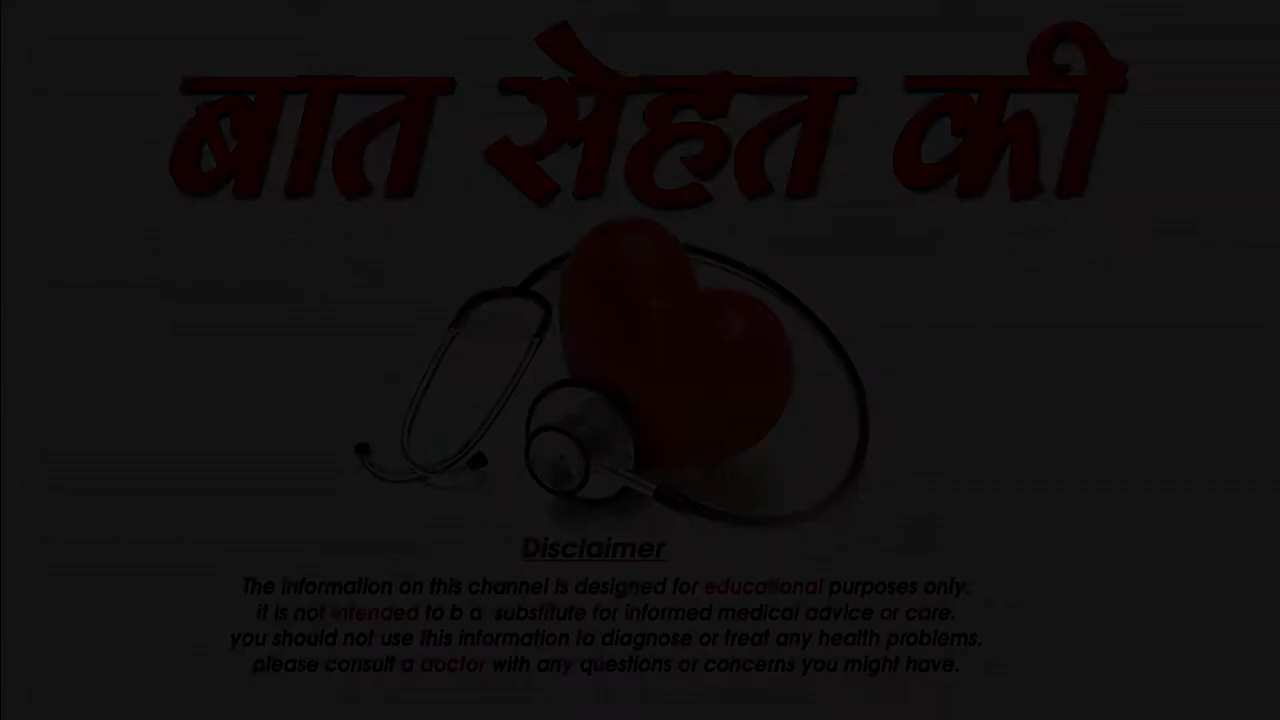 बात सेहत की
Disclaimer
The information on this channel is designed for educational purposes only.
it is not intended to b a substitute for informed medical advice or care.
you should not use this information to diagnose or treat any health problems.
please consult a doctor with any questions or concerns you might have.